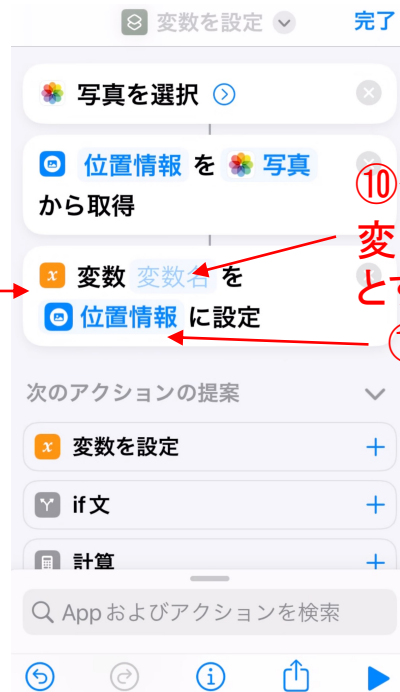 変数を設定
完了
写真を選択
位置情報 を 写真
から取得
⑩
変
変数 変数名 を
と
位置情報 に設定
次のアクションの提案
変数を設定
if文
計算
Appおよびアクションを検索